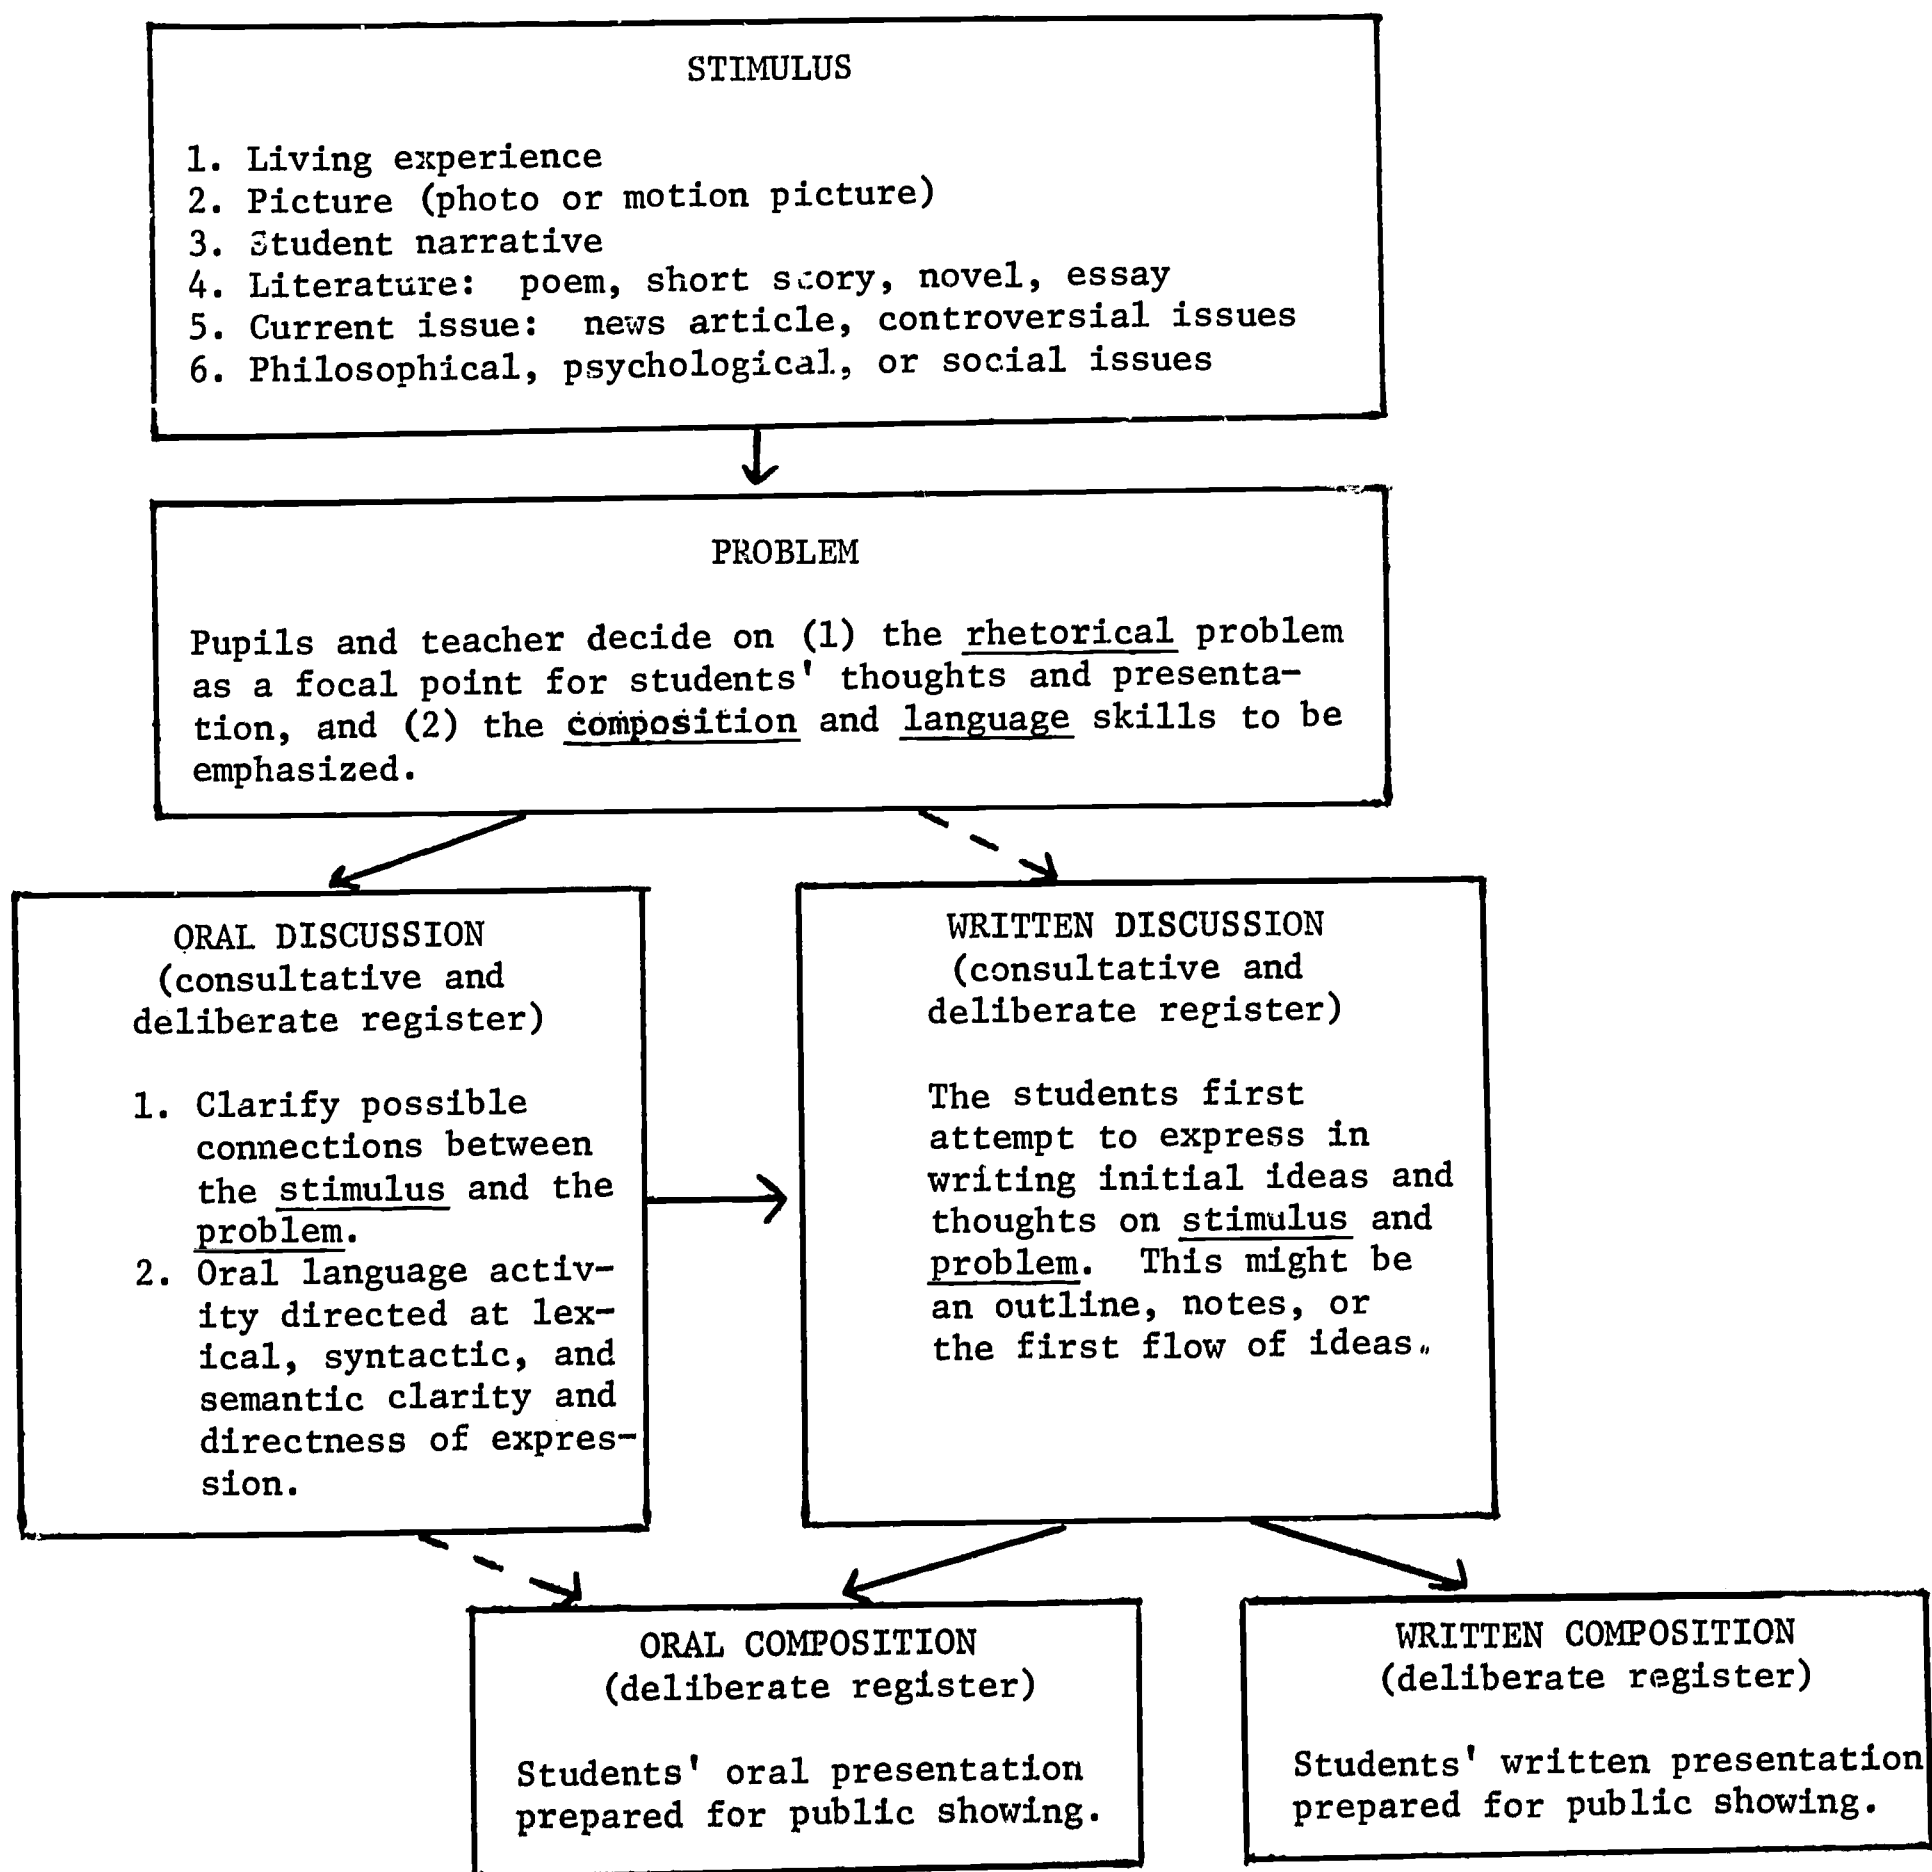 STIMULUS
1. Living experience
2. Picture (photo or motion picture)
3. Student narrative
4. Literature: poem, short story, novel, essay
5. Current issue: news article, controversial issues
6. Philosophical, psychological, or social issues
PROBLEM
Pupils and teacher decide on (1) the rhetorical problem
as a focal point for students' thoughts and presenta-
tion, and (2) the composition and language skills to be
emphasized.
ORAL DISCUSSION
(consultative and
deliberate register)
1. Clarify possible
connections between
the stimulus and the
problem.
2. Oral language activ-
ity directed at lex-
ical, syntactic, and
semantic clarity and
directness of expres-
sion.
WRITTEN DISCUSSION
(consultative and
deliberate register)
The students first
attempt to express in
writing initial ideas and
thoughts on stimulus and
problem. This might be
an outline, notes, or
the first flow of ideas.
ORAL COMPOSITION
(deliberate register)
Students' oral presentation
prepared for public showing.
WRITTEN COMPOSITION
(deliberate register)
Students' written presentation
prepared for public showing.